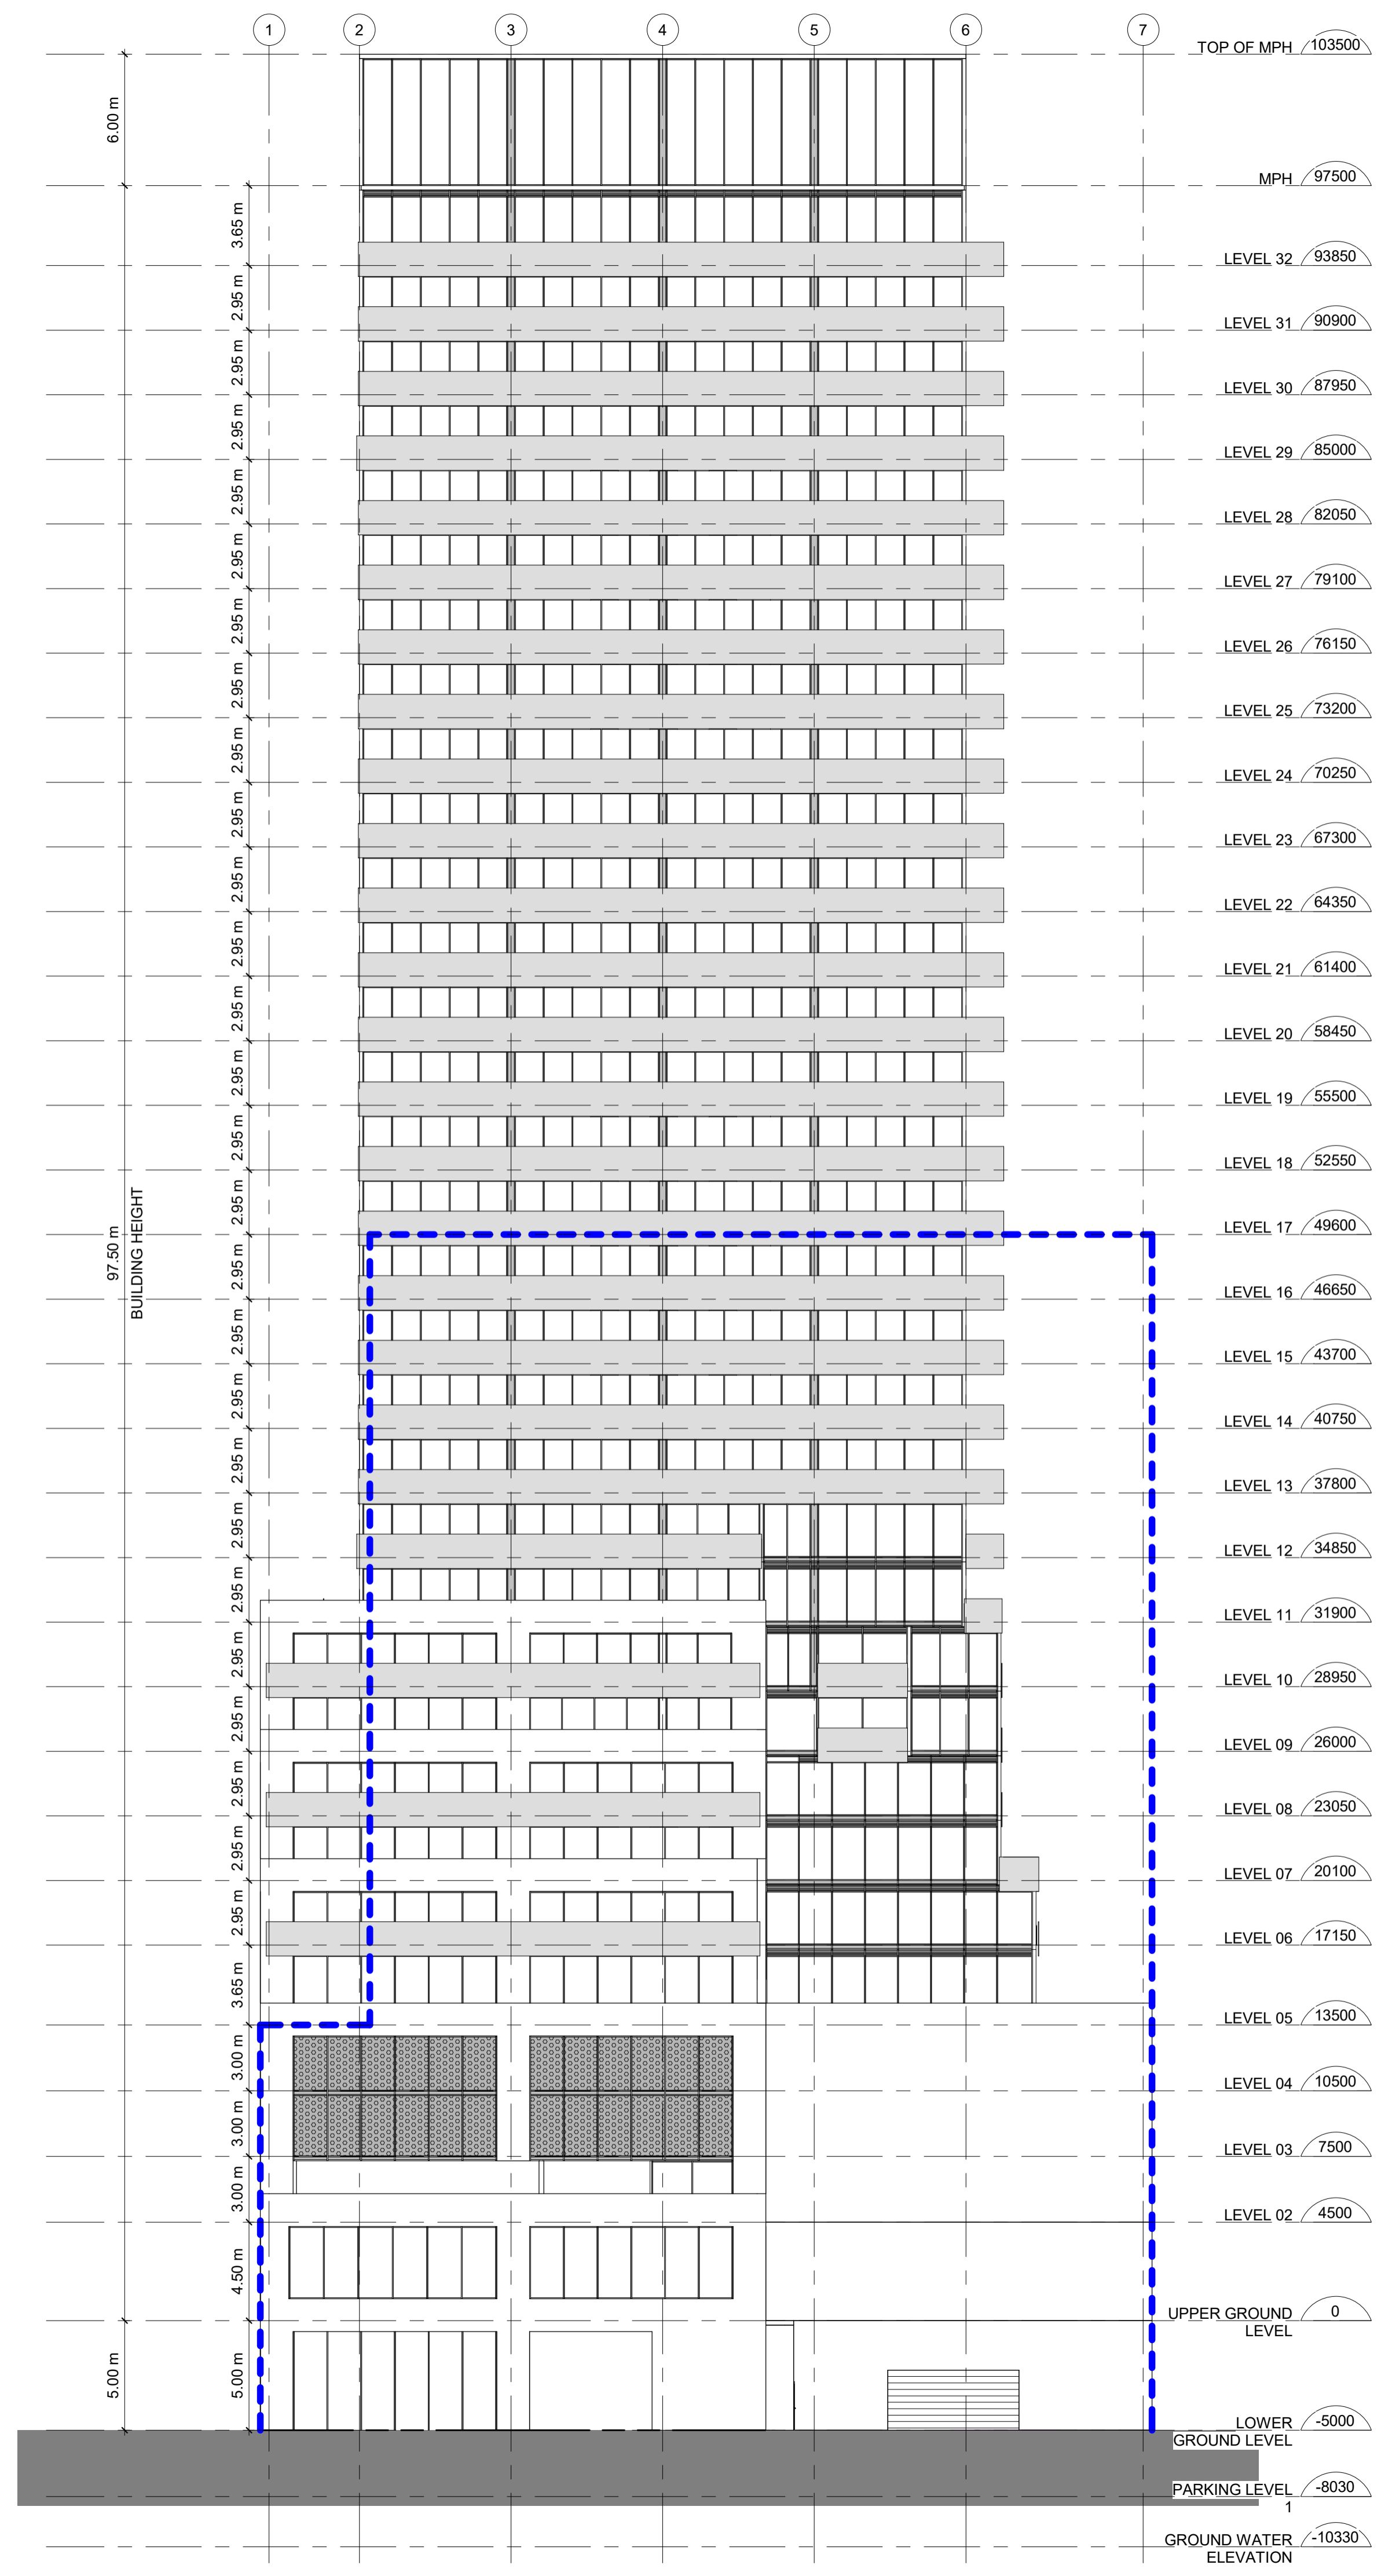 1 2 3 4 5 6 7
TOP OF MPH 103500
6.00 m
MPH 97500
3.65 m
LEVEL 32 93850
2.95 m
LEVEL 31 90900
2.95 m
LEVEL 30 87950
2.95 m
LEVEL 29 85000
2.95 m
LEVEL 28 82050
2.95 m
LEVEL 27 79100
2.95 m
LEVEL 26 76150
2.95 m
LEVEL 25 73200
2.95 m
LEVEL 24 70250
2.95 m
LEVEL 23 67300
2.95 m
LEVEL 22 64350
2.95 m
LEVEL 21 61400
2.95 m
LEVEL 20 58450
2.95 m
LEVEL 19 55500
2.95 m
LEVEL 18 52550
2.95 m
LEVEL 17 49600
97.50 m
BUILDING HEIGHT
2.95 m
LEVEL 16 46650
2.95 m
LEVEL 15 43700
2.95 m
LEVEL 14 40750
2.95 m
LEVEL 13 37800
2.95 m
LEVEL 12 34850
2.95 m
LEVEL 11 31900
2.95 m
LEVEL 10 28950
2.95 m
LEVEL 09 26000
2.95 m
LEVEL 08 23050
2.95 m
LEVEL 07 20100
2.95 m
LEVEL 06 17150
3.65 m
LEVEL 05 13500
3.00 m
LEVEL 04 10500
3.00 m
LEVEL 03 7500
3.00 m
LEVEL 02 4500
4.50 m
UPPER GROUND 0
LEVEL
5.00 m
5.00 m
LOWER -5000
GROUND LEVEL
PARKING LEVEL -8030
1
GROUND WATER -10330
ELEVATION